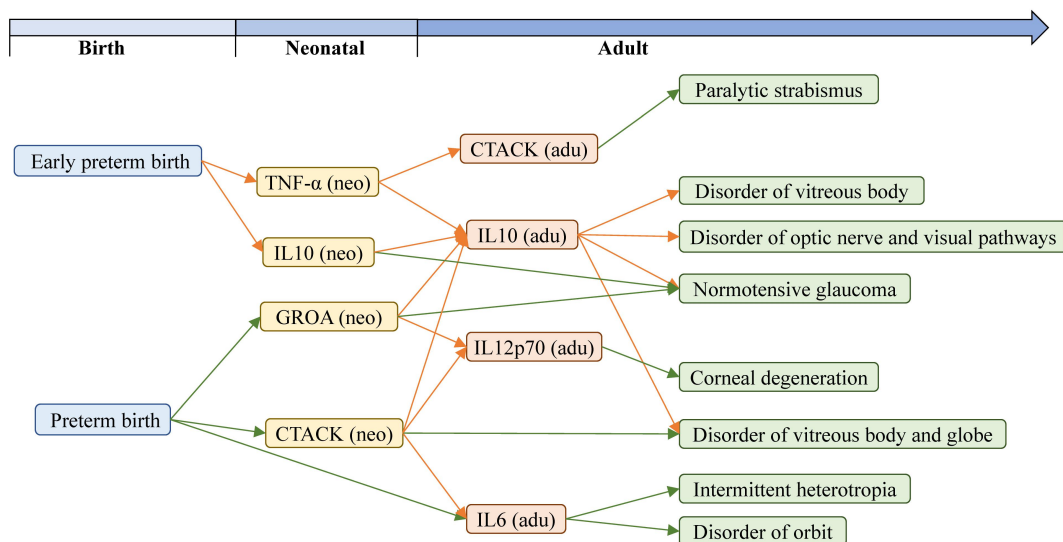 Birth
Neonatal
Adult
Paralytic strabismus
Early preterm birth
CTACK (adu)
TNF-α (neo)
Disorder of vitreous body
IL10 (neo)
IL10 (adu)
Disorder of optic nerve and visual pathways
Normotensive glaucoma
GROA (neo)
IL12p70 (adu)
Corneal degeneration
Preterm birth
CTACK (neo)
Disorder of vitreous body and globe
Intermittent heterotropia
IL6 (adu)
Disorder of orbit